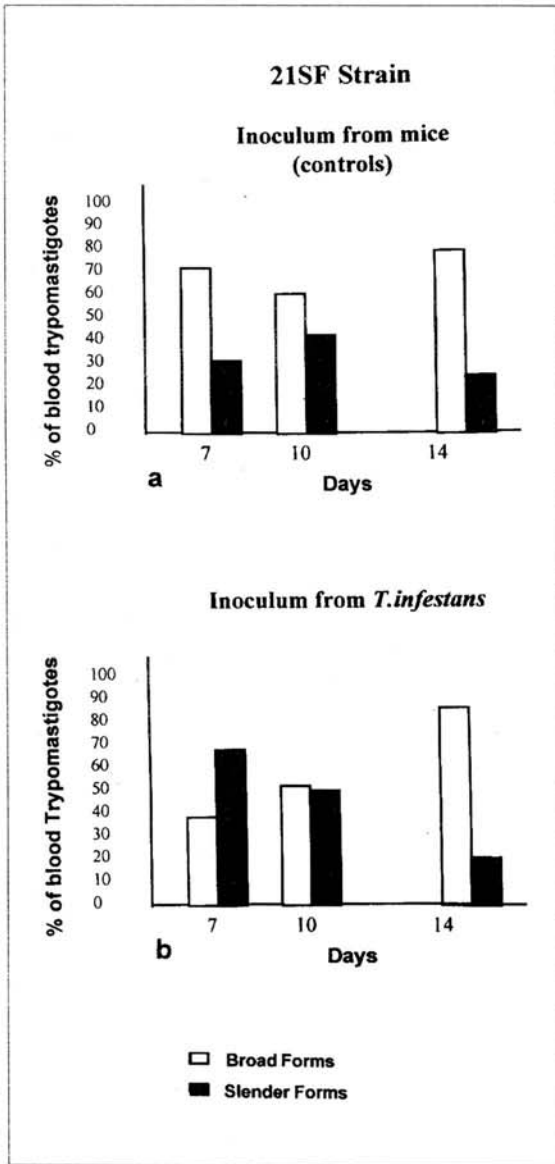 21SF Strain
Inoculum from mice
(controls)
% of blood trypomastigotes
100
90
80
70
60
50
40
30
20
10
0
7 10 14
a
Days
Inoculum from T.infestans
% of blood Trypomastigotes
100
90
80
70
60
50
40
30
20
10
0
7 10 14
b
Days
Broad Forms
Slender Forms